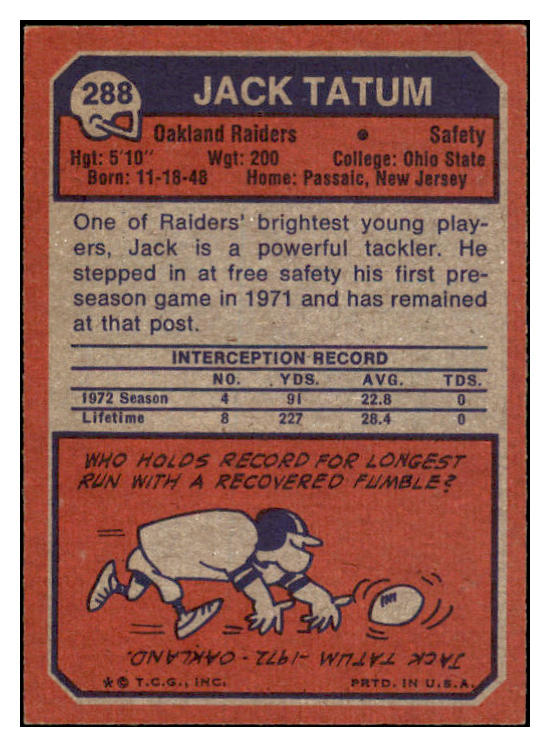 288
JACK TATUM
Oakland Raiders • Safety
Hgt: 5'10" Wgt: 200 College: Ohio State
Born: 11-18-48 Home: Passaic, New Jersey
One of Raiders' brightest young play-
ers, Jack is a powerful tackler. He
stepped in at free safety his first pre-
season game in 1971 and has remained
at that post.
INTERCEPTION RECORD
NO. YDS. AVG. TDS.
1972 Season 4 91 22.8 0
Lifetime 8 227 28.4 0
WHO HOLDS RECORD FOR LONGEST
RUN WITH A RECOVERED FUMBLE?
JACK TATUM-1972-OAKLAND.
*© T.C.G., INC. PRTD. IN U.S.A.